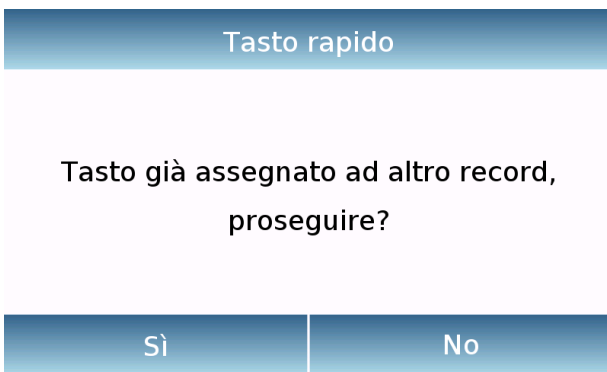 Tasto rapido
Tasto già assegnato ad altro record,
proseguire?
Sì
No